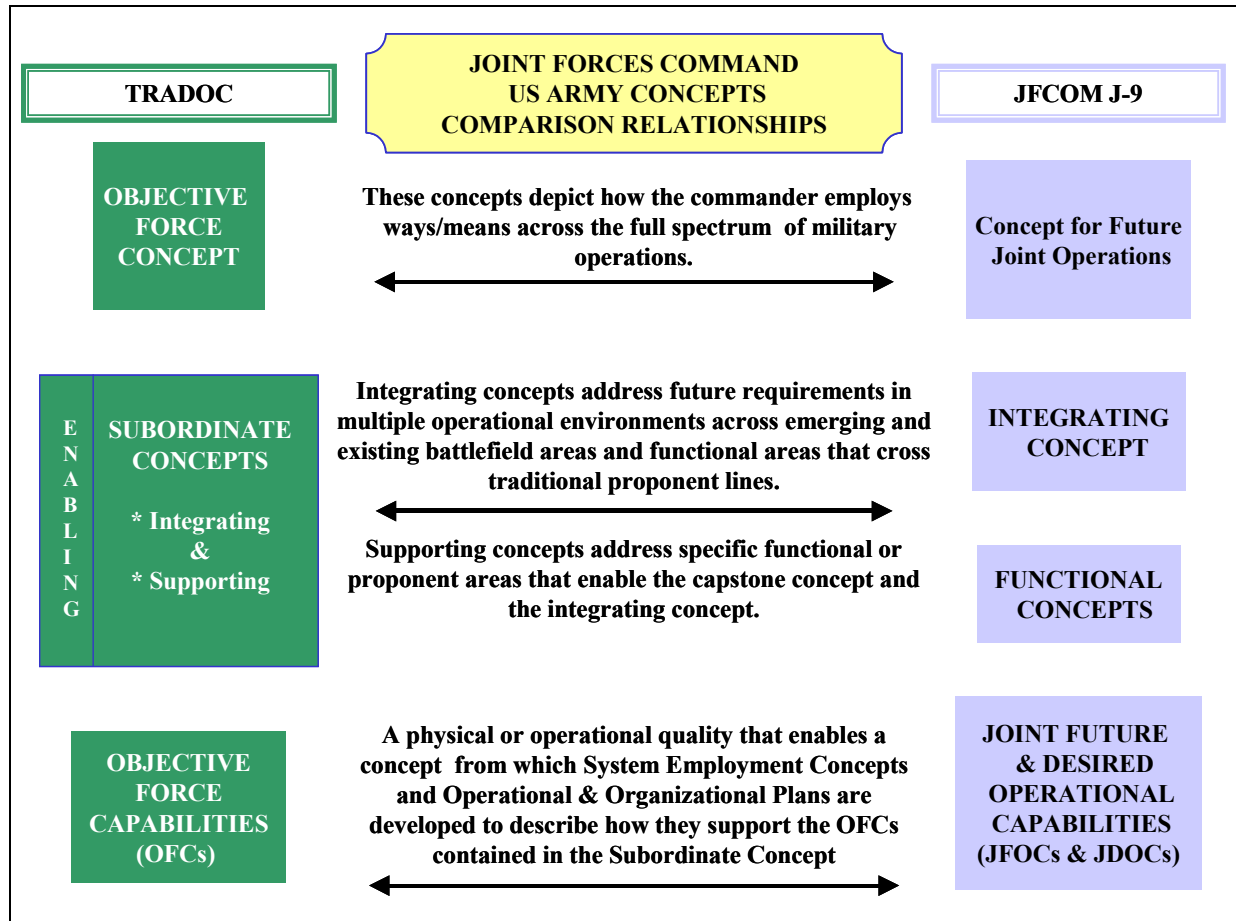 TRADOC
JOINT FORCES COMMAND
US ARMY CONCEPTS
COMPARISON RELATIONSHIPS
JFCOM J-9
OBJECTIVE
FORCE
CONCEPT
These concepts depict how the commander employs
ways/means across the full spectrum of military
operations.
Concept for Future
Joint Operations
E
N
A
B
L
I
N
G
SUBORDINATE
CONCEPTS
* Integrating
&
* Supporting
Integrating concepts address future requirements in
multiple operational environments across emerging and
existing battlefield areas and functional areas that cross
traditional proponent lines.
INTEGRATING
CONCEPT
Supporting concepts address specific functional or
proponent areas that enable the capstone concept and
the integrating concept.
FUNCTIONAL
CONCEPTS
OBJECTIVE
FORCE
CAPABILITIES
(OFCs)
A physical or operational quality that enables a
concept from which System Employment Concepts
and Operational & Organizational Plans are
developed to describe how they support the OFCs
contained in the Subordinate Concept
JOINT FUTURE
& DESIRED
OPERATIONAL
CAPABILITIES
(JFOCs & JDOCs)